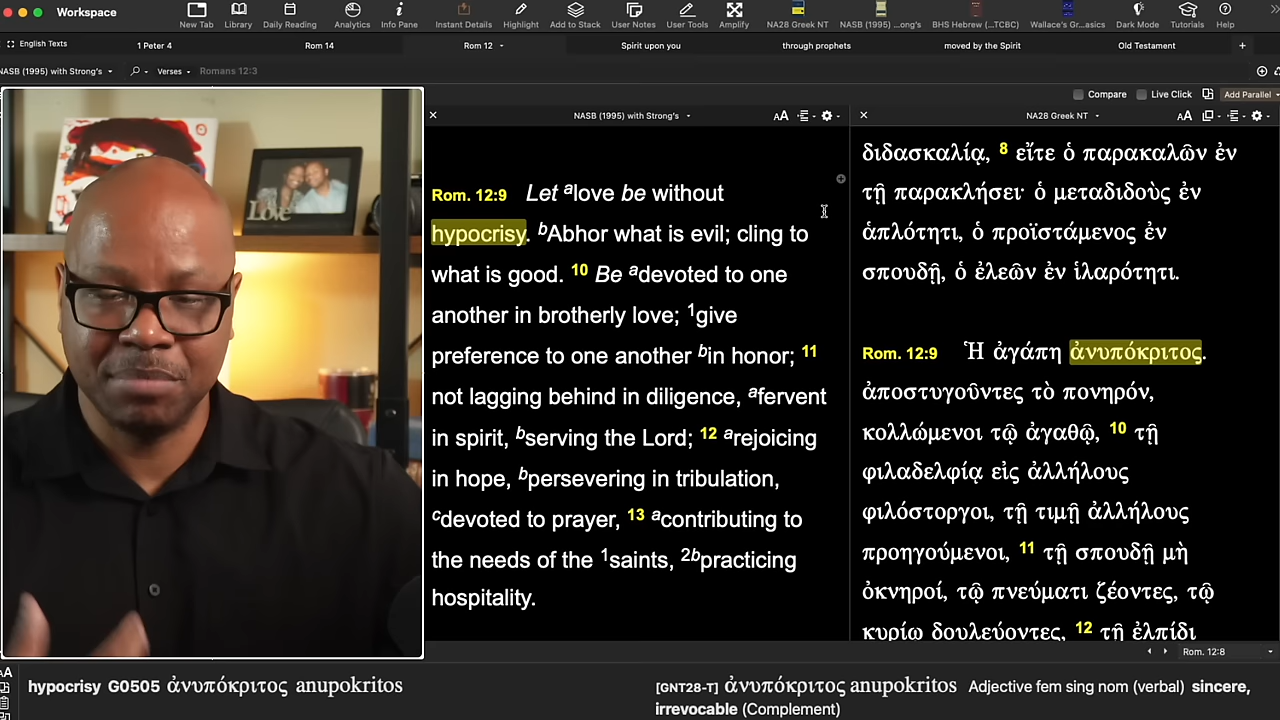 Workspace
New Tab Library Daily Reading Analytics Info Pane Instant Details Highlight Add to Stack User Notes User Tools Amplify NA28 Greek NT NASB (1995)...ong's BHS Hebrew (...TCBC) Wallace's Gr...asics Dark Mode Tutorials Help
English Texts 1 Peter 4 Rom 14 Rom 12 Spirit upon you through prophets moved by the Spirit Old Testament +
NASB (1995) with Strong's Verses Romans 12:3
Compare Live Click Add Parallel
NASB (1995) with Strong's AA
Rom. 12:9 Let ᵃlove be without
hypocrisy. ᵇAbhor what is evil; cling to
what is good. 10 Be ᵃdevoted to one
another in brotherly love; ¹give
preference to one another ᵇin honor; 11
not lagging behind in diligence, ᵃfervent
in spirit, ᵇserving the Lord; 12 ᵃrejoicing
in hope, ᵇpersevering in tribulation,
ᶜdevoted to prayer, 13 ᵃcontributing to
the needs of the ¹saints, ²ᵇpracticing
hospitality.
NA28 Greek NT AA
διδασκαλίᾳ, 8 εἴτε ὁ παρακαλῶν ἐν
τῇ παρακλήσει· ὁ μεταδιδοὺς ἐν
ἁπλότητι, ὁ προϊστάμενος ἐν
σπουδῇ, ὁ ἐλεῶν ἐν ἱλαρότητι.
Rom. 12:9 Ἡ ἀγάπη ἀνυπόκριτος.
ἀποστυγοῦντες τὸ πονηρόν,
κολλώμενοι τῷ ἀγαθῷ, 10 τῇ
φιλαδελφίᾳ εἰς ἀλλήλους
φιλόστοργοι, τῇ τιμῇ ἀλλήλους
προηγούμενοι, 11 τῇ σπουδῇ μὴ
ὀκνηροί, τῷ πνεύματι ζέοντες, τῷ
κυρίῳ δουλεύοντες, 12 τῇ ἐλπίδι
Rom. 12:8
Love
hypocrisy G0505 ἀνυπόκριτος anupokritos
[GNT28-T] ἀνυπόκριτος anupokritos Adjective fem sing nom (verbal) sincere,
irrevocable (Complement)